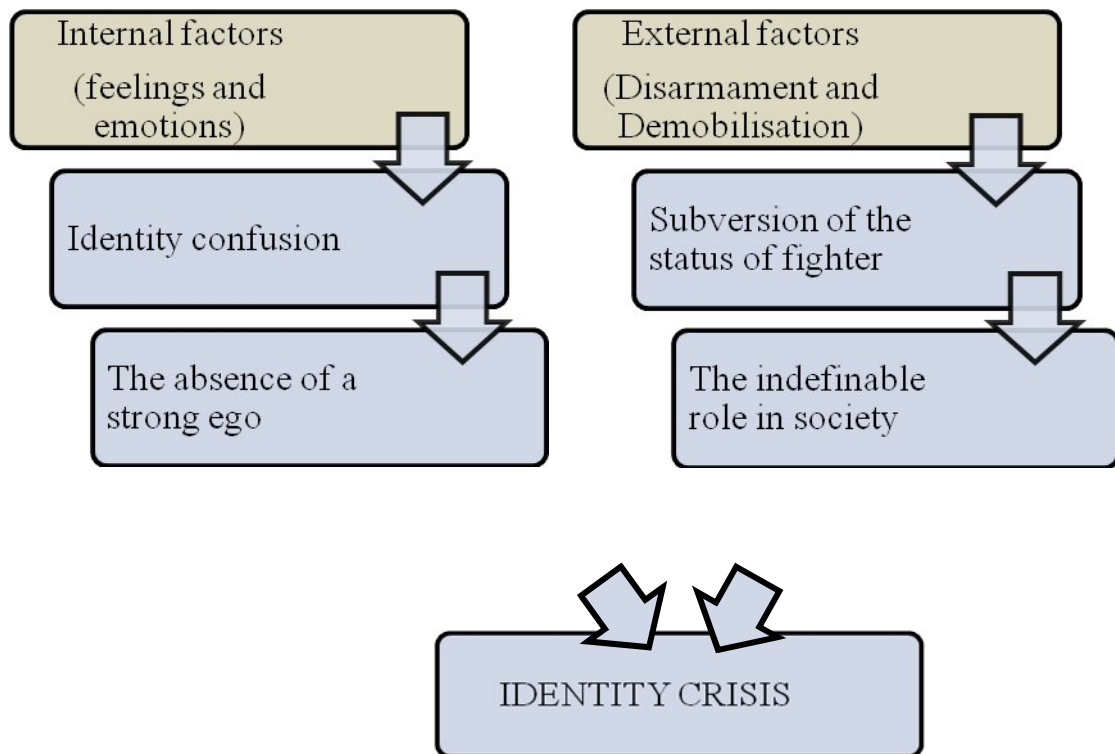 Internal factors
(feelings and
emotions)
Identity confusion
The absence of a
strong ego
External factors
(Disarmament and
Demobilisation)
Subversion of the
status of fighter
The indefinable
role in society
IDENTITY CRISIS